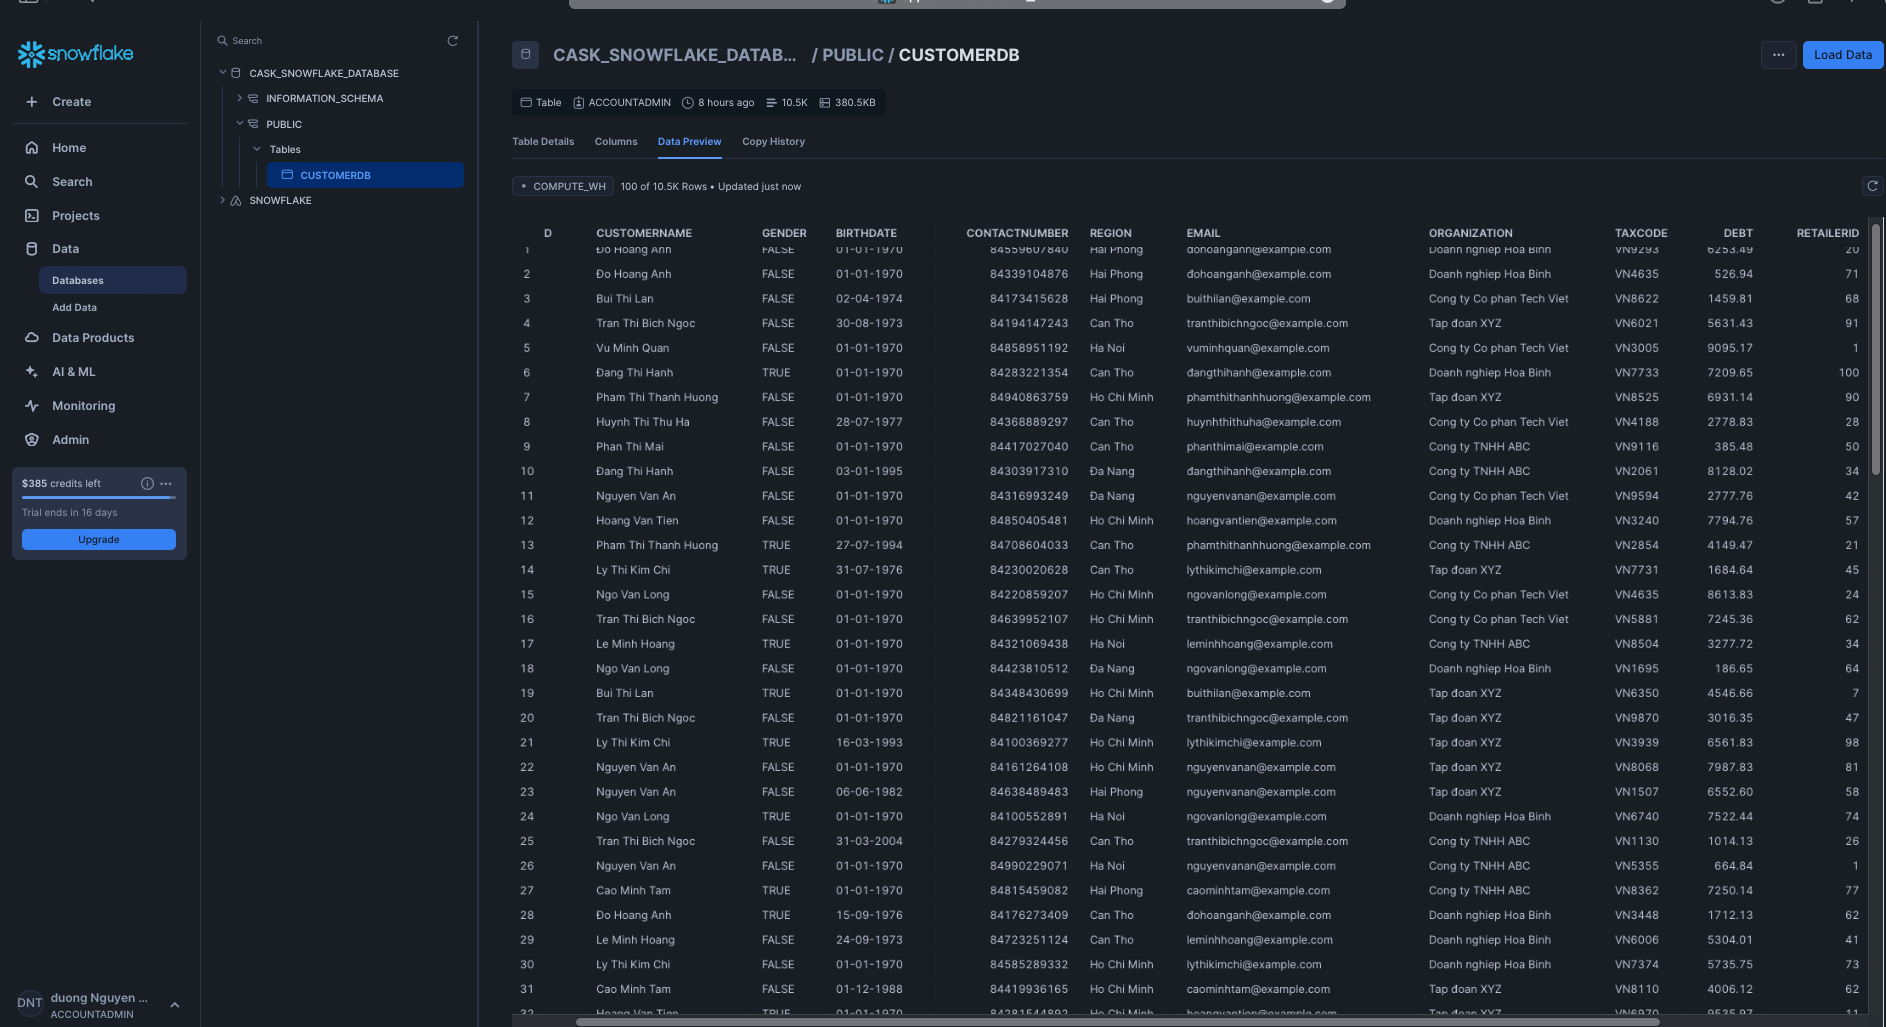 snowflake
Create
Home
Search
Projects
Data
Databases
Add Data
Data Products
AI & ML
Monitoring
Admin
$385 credits left
Trial ends in 16 days
Upgrade
DNT
duong Nguyen ...
ACCOUNTADMIN
Search
CASK_SNOWFLAKE_DATABASE
INFORMATION_SCHEMA
PUBLIC
Tables
CUSTOMERDB
SNOWFLAKE
CASK_SNOWFLAKE_DATAB... / PUBLIC / CUSTOMERDB
Load Data
Table ACCOUNTADMIN 8 hours ago 10.5K 380.5KB
Table Details Columns Data Preview Copy History
COMPUTE_WH 100 of 10.5K Rows • Updated just now
D CUSTOMERNAME GENDER BIRTHDATE CONTACTNUMBER REGION EMAIL ORGANIZATION TAXCODE DEBT RETAILERID
1 Đo Hoang Anh FALSE 01-01-1970 84559607840 Hai Phong đohoanganh@example.com Doanh nghiep Hoa Binh VN9293 6253.49 20
2 Đo Hoang Anh FALSE 01-01-1970 84339104876 Hai Phong đohoanganh@example.com Doanh nghiep Hoa Binh VN4635 526.94 71
3 Bui Thi Lan FALSE 02-04-1974 84173415628 Hai Phong buithilan@example.com Cong ty Co phan Tech Viet VN8622 1459.81 68
4 Tran Thi Bich Ngoc FALSE 30-08-1973 84194147243 Can Tho tranthibichngoc@example.com Tap đoan XYZ VN6021 5631.43 91
5 Vu Minh Quan FALSE 01-01-1970 84858951192 Ha Noi vuminhquan@example.com Cong ty Co phan Tech Viet VN3005 9095.17 1
6 Đang Thi Hanh TRUE 01-01-1970 84283221354 Can Tho đangthihanh@example.com Doanh nghiep Hoa Binh VN7733 7209.65 100
7 Pham Thi Thanh Huong FALSE 01-01-1970 84940863759 Ho Chi Minh phamthithanhhuong@example.com Tap đoan XYZ VN8525 6931.14 90
8 Huynh Thi Thu Ha FALSE 28-07-1977 84368889297 Can Tho huynhthithuha@example.com Cong ty Co phan Tech Viet VN4188 2778.83 28
9 Phan Thi Mai FALSE 01-01-1970 84417027040 Can Tho phanthimai@example.com Cong ty TNHH ABC VN9116 385.48 50
10 Đang Thi Hanh FALSE 03-01-1995 84303917310 Đa Nang đangthihanh@example.com Cong ty TNHH ABC VN2061 8128.02 34
11 Nguyen Van An FALSE 01-01-1970 84316993249 Đa Nang nguyenvanan@example.com Cong ty Co phan Tech Viet VN9594 2777.76 42
12 Hoang Van Tien FALSE 01-01-1970 84850405481 Ho Chi Minh hoangvantien@example.com Doanh nghiep Hoa Binh VN3240 7794.76 57
13 Pham Thi Thanh Huong TRUE 27-07-1994 84708604033 Can Tho phamthithanhhuong@example.com Cong ty TNHH ABC VN2854 4149.47 21
14 Ly Thi Kim Chi TRUE 31-07-1976 84230020628 Can Tho lythikimchi@example.com Tap đoan XYZ VN7731 1684.64 45
15 Ngo Van Long FALSE 01-01-1970 84220859207 Ho Chi Minh ngovanlong@example.com Cong ty Co phan Tech Viet VN4635 8613.83 24
16 Tran Thi Bich Ngoc FALSE 01-01-1970 84639952107 Ho Chi Minh tranthibichngoc@example.com Cong ty Co phan Tech Viet VN5881 7245.36 62
17 Le Minh Hoang TRUE 01-01-1970 84321069438 Ha Noi leminhhoang@example.com Cong ty TNHH ABC VN8504 3277.72 34
18 Ngo Van Long FALSE 01-01-1970 84423810512 Đa Nang ngovanlong@example.com Doanh nghiep Hoa Binh VN1695 186.65 64
19 Bui Thi Lan TRUE 01-01-1970 84348430699 Ho Chi Minh buithilan@example.com Tap đoan XYZ VN6350 4546.66 7
20 Tran Thi Bich Ngoc FALSE 01-01-1970 84821161047 Đa Nang tranthibichngoc@example.com Tap đoan XYZ VN9870 3016.35 47
21 Ly Thi Kim Chi TRUE 16-03-1993 84100369277 Ho Chi Minh lythikimchi@example.com Tap đoan XYZ VN3939 6561.83 98
22 Nguyen Van An FALSE 01-01-1970 84161264108 Ho Chi Minh nguyenvanan@example.com Tap đoan XYZ VN8068 7987.83 81
23 Nguyen Van An FALSE 06-06-1982 84638489483 Hai Phong nguyenvanan@example.com Tap đoan XYZ VN1507 6552.60 58
24 Ngo Van Long TRUE 01-01-1970 84100552891 Ha Noi ngovanlong@example.com Doanh nghiep Hoa Binh VN6740 7522.44 74
25 Tran Thi Bich Ngoc FALSE 31-03-2004 84279324456 Can Tho tranthibichngoc@example.com Cong ty TNHH ABC VN1130 1014.13 26
26 Nguyen Van An FALSE 01-01-1970 84990229071 Ha Noi nguyenvanan@example.com Cong ty TNHH ABC VN5355 664.84 1
27 Cao Minh Tam TRUE 01-01-1970 84815459082 Hai Phong caominhtam@example.com Cong ty TNHH ABC VN8362 7250.14 77
28 Đo Hoang Anh TRUE 15-09-1976 84176273409 Can Tho đohoanganh@example.com Doanh nghiep Hoa Binh VN3448 1712.13 62
29 Le Minh Hoang FALSE 24-09-1973 84723251124 Can Tho leminhhoang@example.com Doanh nghiep Hoa Binh VN6006 5304.01 41
30 Ly Thi Kim Chi FALSE 01-01-1970 84585289332 Ho Chi Minh lythikimchi@example.com Doanh nghiep Hoa Binh VN7374 5735.75 73
31 Cao Minh Tam FALSE 01-12-1988 84419936165 Ho Chi Minh caominhtam@example.com Tap đoan XYZ VN8110 4006.12 62
32 Hoang Van Tien TRUE 01-01-1970 84281544892 Ho Chi Minh hoangvantien@example.com Tap đoan XYZ VN6970 9535.97 11